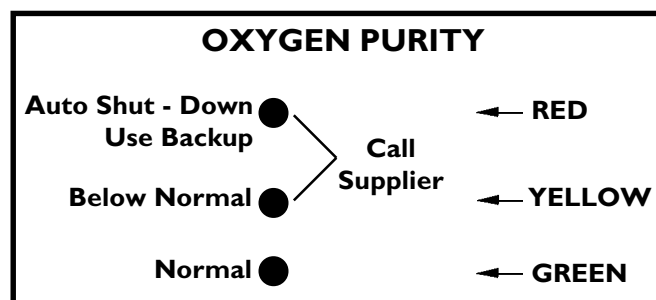 OXYGEN PURITY
Auto Shut - Down
Use Backup
RED
Call
Supplier
Below Normal
YELLOW
Normal
GREEN